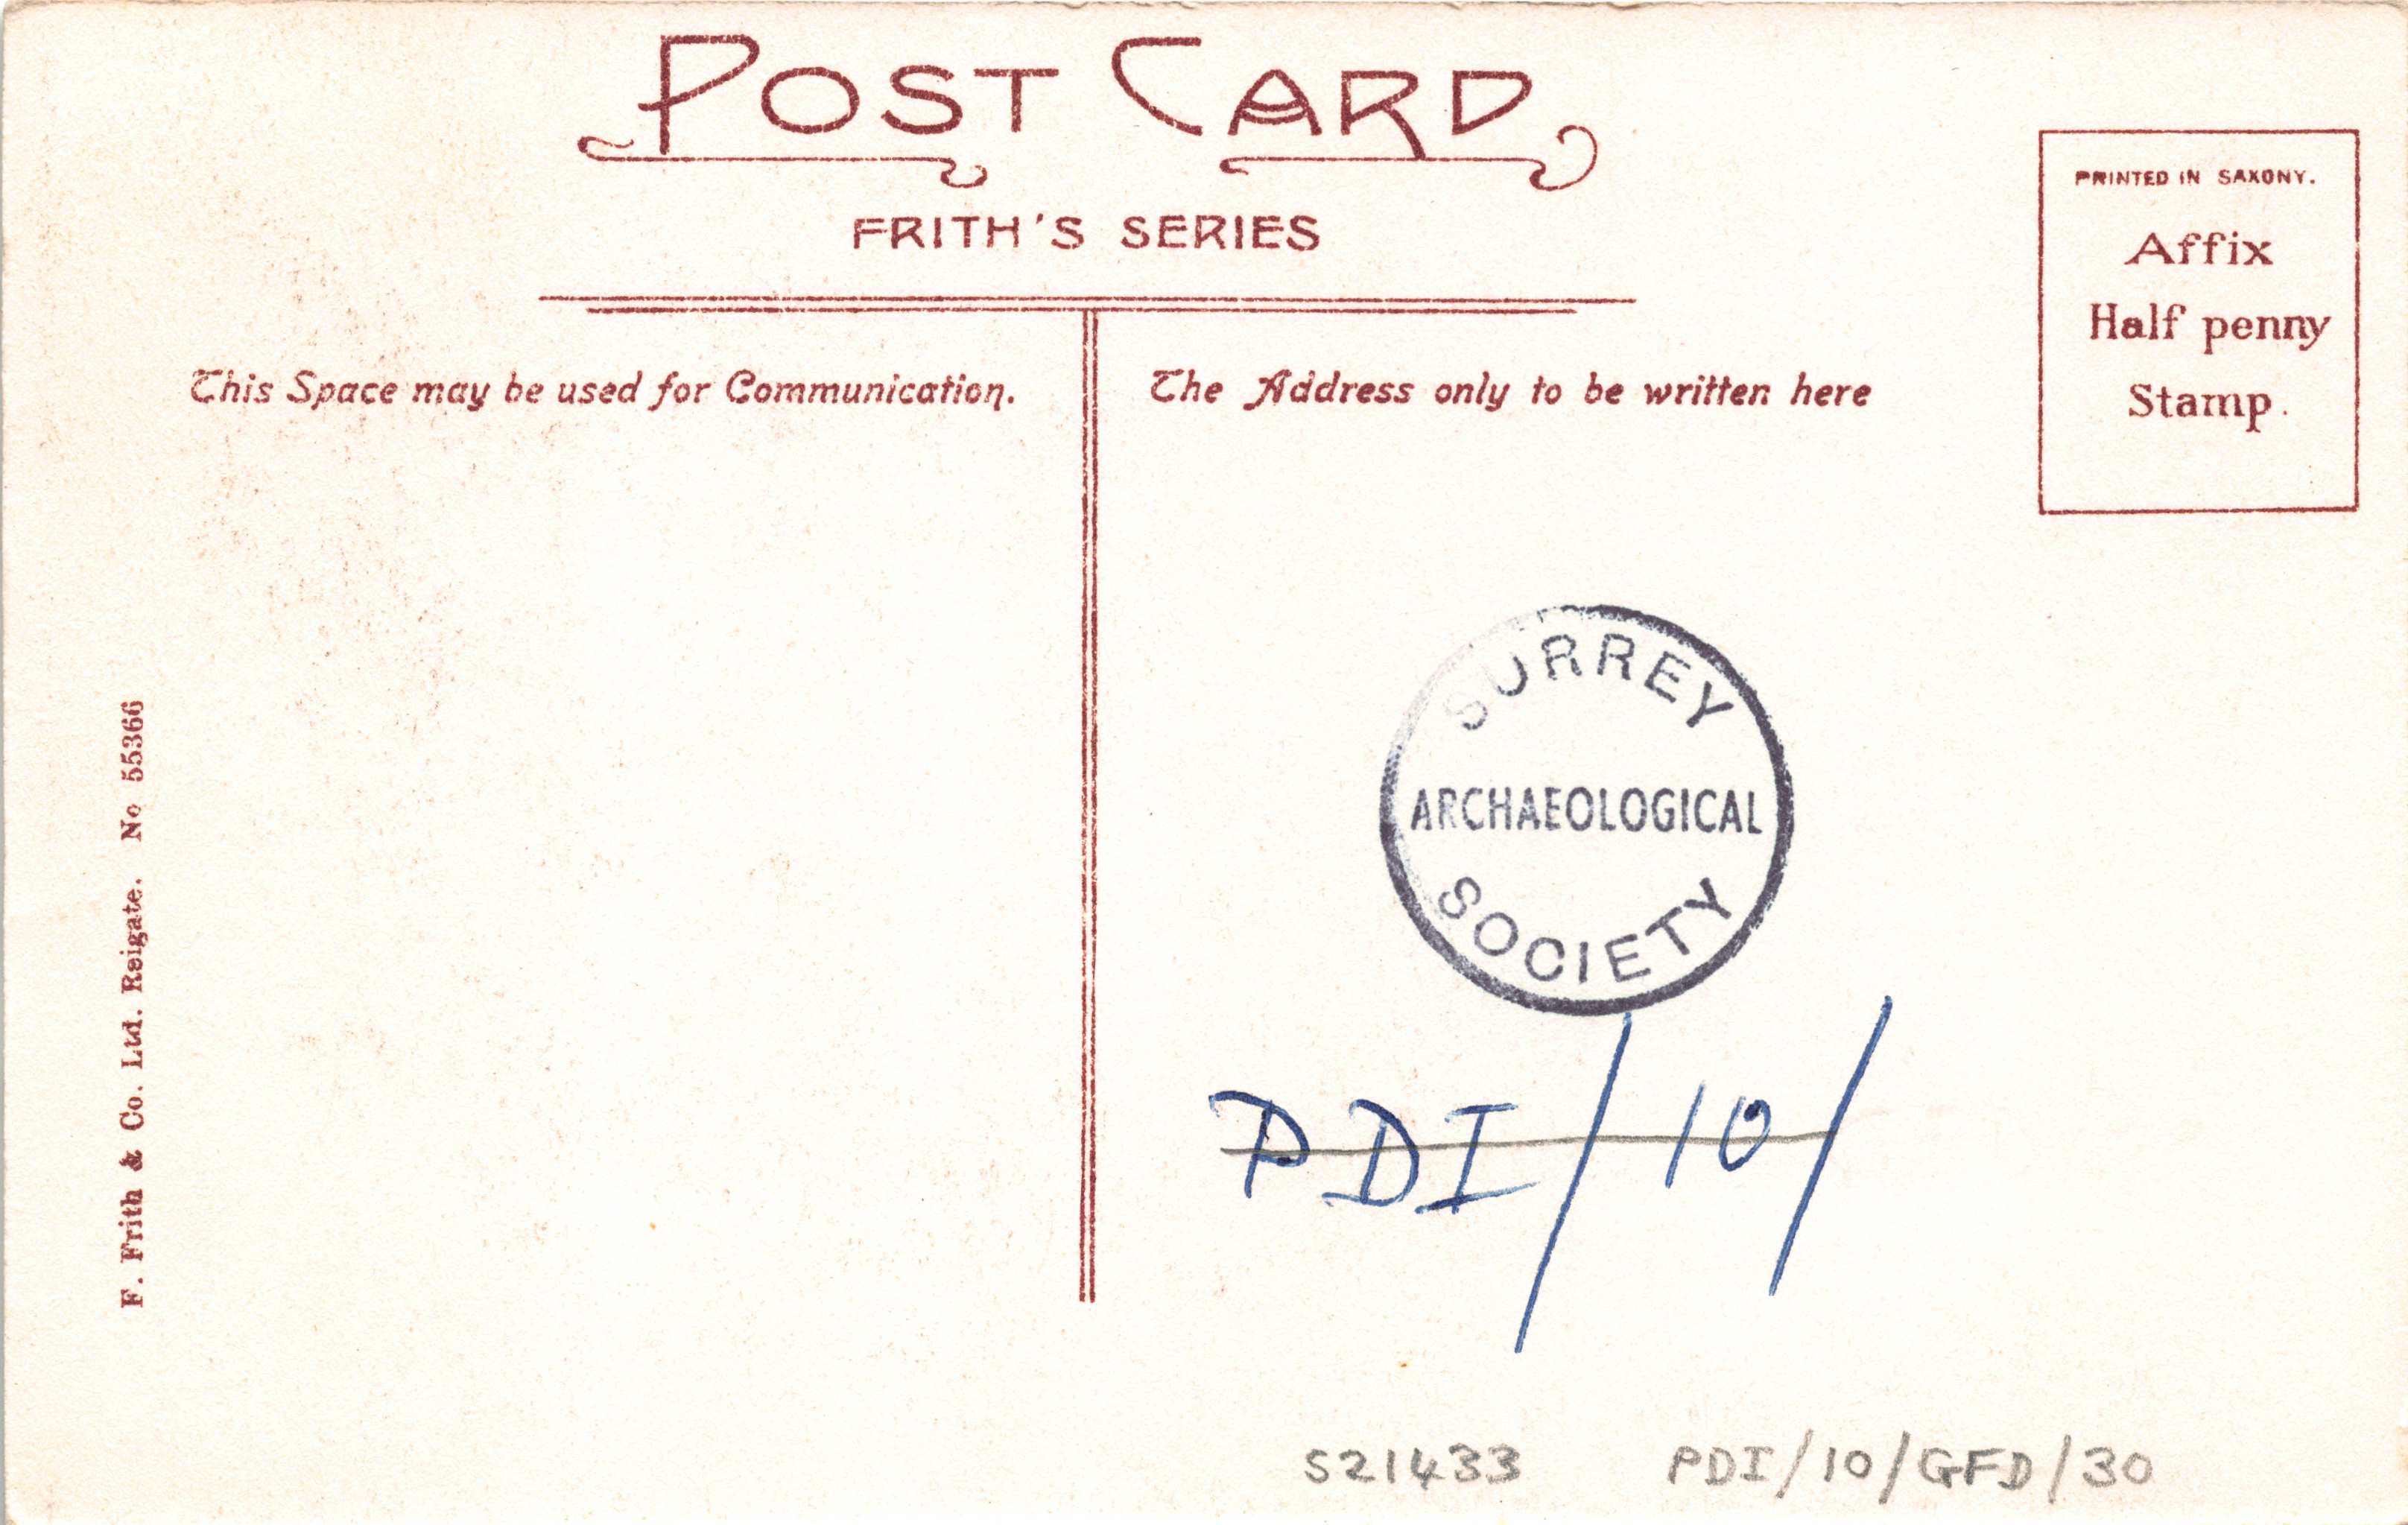 POST CARD
FRITH'S SERIES
PRINTED IN SAXONY.
Affix
Half penny
Stamp.
This Space may be used for Communication.
The Address only to be written here
F. Frith & Co. Ltd. Reigate. No 55366
SURREY
ARCHAEOLOGICAL
SOCIETY
PDI/10/
521433 PDI/10/GFD/30